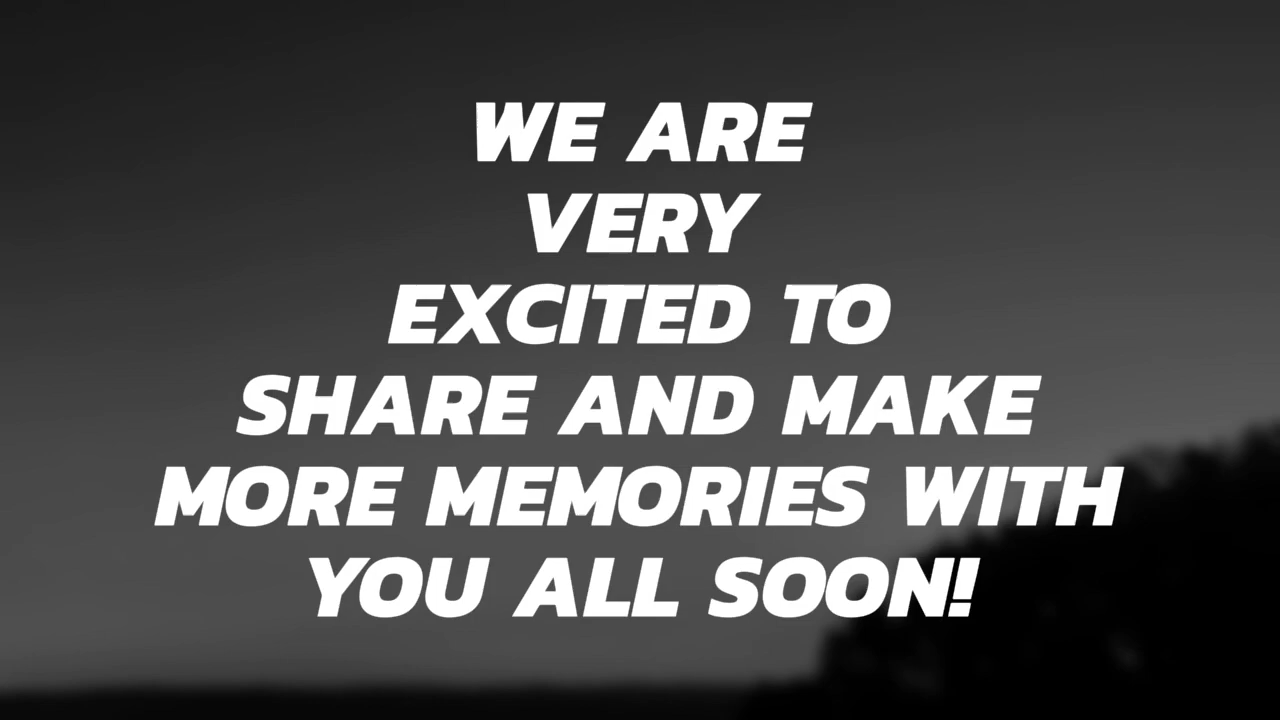 WE ARE
VERY
EXCITED TO
SHARE AND MAKE
MORE MEMORIES WITH
YOU ALL SOON!